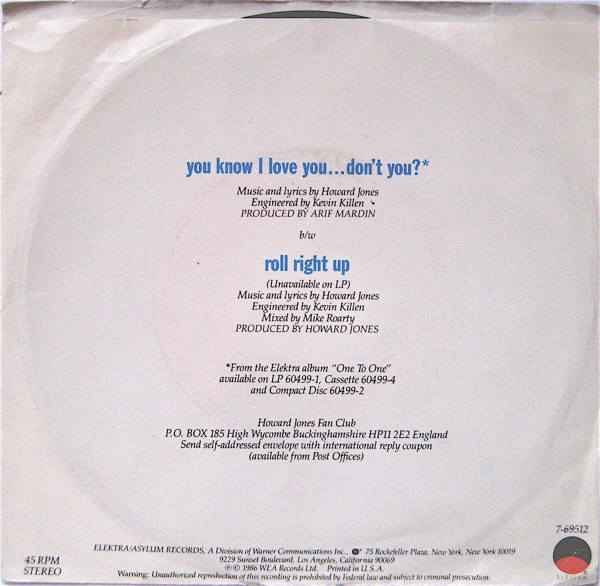 you know I love you...don't you?*
Music and lyrics by Howard Jones
Engineered by Kevin Killen
PRODUCED BY ARIF MARDIN
b/w
roll right up
(Unavailable on LP)
Music and lyrics by Howard Jones
Engineered by Kevin Killen
Mixed by Mike Roarty
PRODUCED BY HOWARD JONES
*From the Elektra album "One To One"
available on LP 60499-1, Cassette 60499-4
and Compact Disc 60499-2
Howard Jones Fan Club
P.O. BOX 185 High Wycombe Buckinghamshire HP11 2E2 England
Send self-addressed envelope with international reply coupon
(available from Post Offices)
7-69512
45 RPM
STEREO
ELEKTRA/ASYLUM RECORDS, A Division of Warner Communications Inc., 75 Rockefeller Plaza, New York, New York 10019
9229 Sunset Boulevard, Los Angeles, California 90069
℗ © 1986 WEA Records Ltd. Printed in U.S.A.
Warning: Unauthorized reproduction of this recording is prohibited by Federal law and subject to criminal prosecution.
ELEKTRA